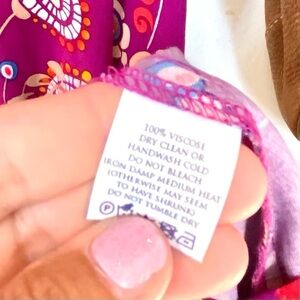 100% VISCOSE
DRY CLEAN OR
HANDWASH COLD
DO NOT BLEACH
IRON DAMP MEDIUM HEAT
(OTHERWISE MAY SEEM
TO HAVE SHRUNK)
DO NOT TUMBLE DRY
P